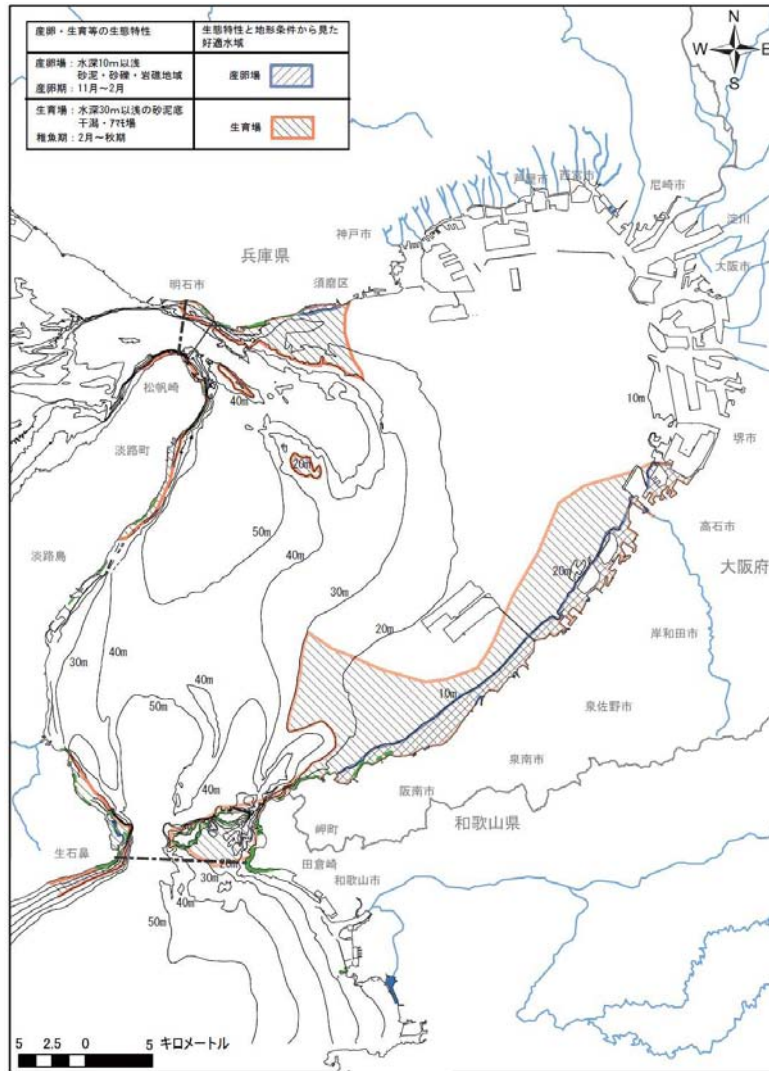 産卵・生育等の生態特性
生態特性と地形条件から見た
好適水域
産卵場：水深10m以浅
砂泥・砂礫・岩礁地域
産卵期：11月～2月
産卵場
生育場：水深30m以浅の砂泥底
干潟・ｱﾏﾓ場
稚魚期：2月～秋期
生育場
N
W
E
S
芦屋市
西宮市
尼崎市
神戸市
淀川
兵庫県
大阪市
明石市
須磨区
松帆崎
40m
10m
淡路町
堺市
20m
50m
高石市
淡路島
40m
20m
大阪府
30m
20m
岸和田市
30m
40m
40m
10m
50m
泉佐野市
泉南市
40m
阪南市
和歌山県
岬町
生石鼻
田倉崎
20m
30m
和歌山市
40m
50m
5 2.5 0 5 キロメートル